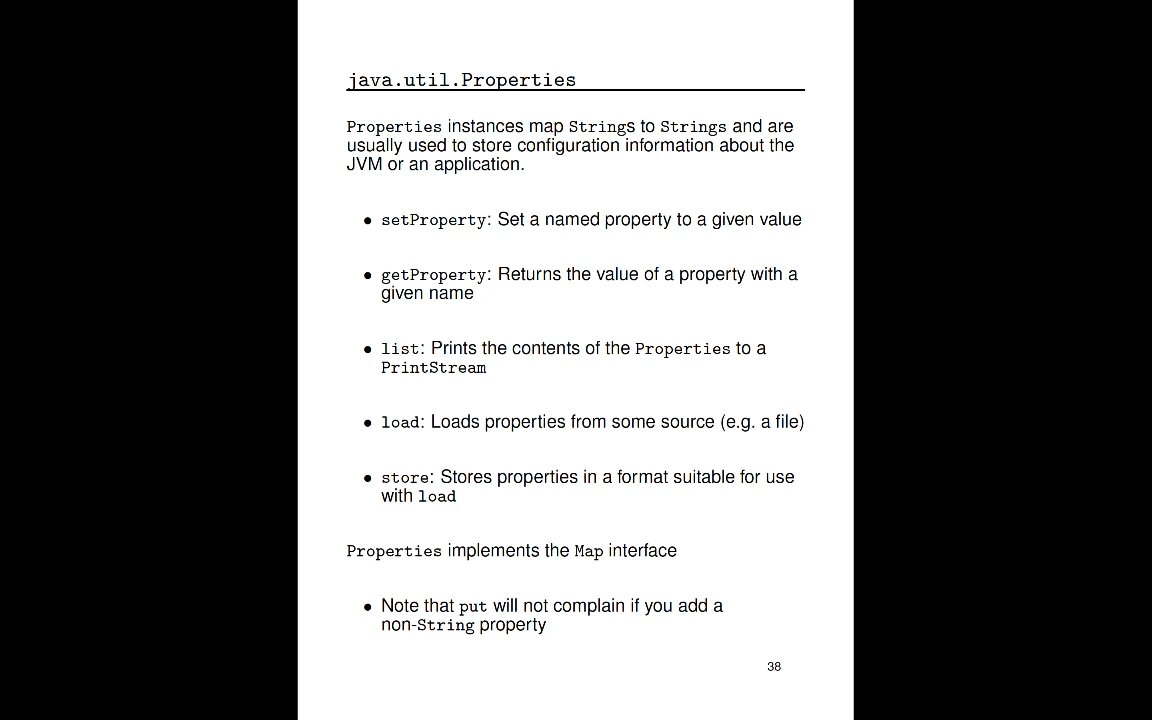 java.util.Properties
Properties instances map Strings to Strings and are
usually used to store configuration information about the
JVM or an application.
• setProperty: Set a named property to a given value
• getProperty: Returns the value of a property with a
given name
• list: Prints the contents of the Properties to a
PrintStream
• load: Loads properties from some source (e.g. a file)
• store: Stores properties in a format suitable for use
with load
Properties implements the Map interface
• Note that put will not complain if you add a
non-String property
38